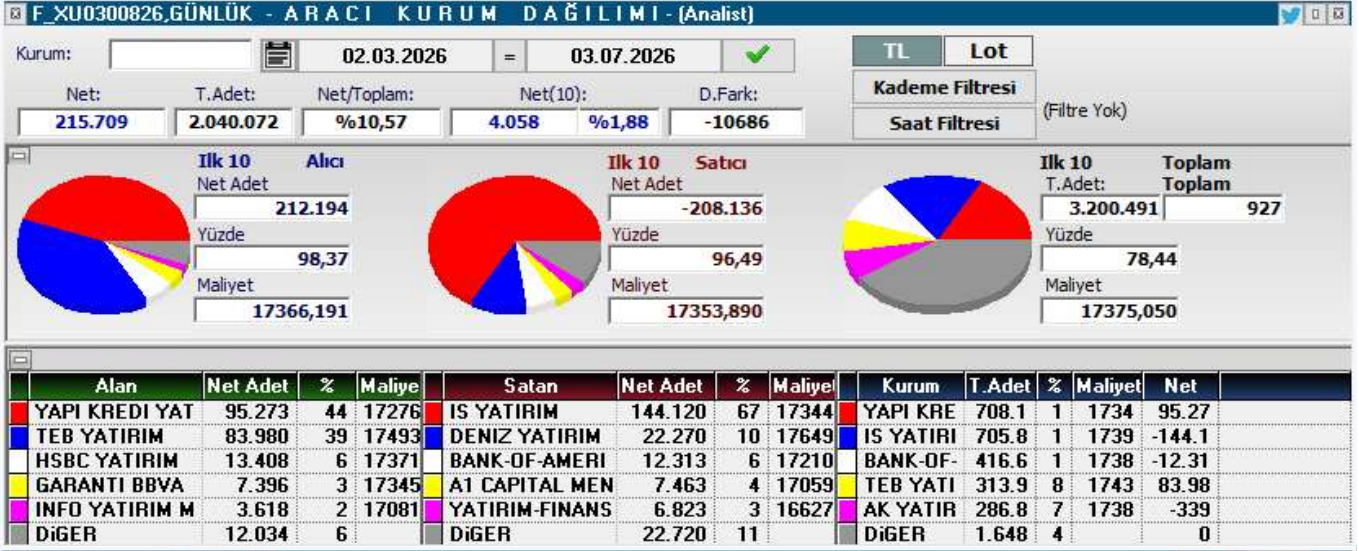 F_XU0300826,GÜNLÜK - A R A C I   K U R U M   D A Ğ I L I M I - (Analist)
Kurum: 02.03.2026 = 03.07.2026 TL Lot
Kademe Filtresi
Net: T.Adet: Net/Toplam: Net(10): D.Fark:
215.709 2.040.072 %10,57 4.058 %1,88 -10686 Saat Filtresi (Filtre Yok)
Ilk 10 Alıcı Ilk 10 Satıcı Ilk 10 Toplam
Net Adet Net Adet T.Adet: Toplam
212.194 -208.136 3.200.491 927
Yüzde Yüzde Yüzde
98,37 96,49 78,44
Maliyet Maliyet Maliyet
17366,191 17353,890 17375,050
Alan Net Adet % Maliye Satan Net Adet % Maliyet Kurum T.Adet % Maliyet Net
YAPI KREDI YAT 95.273 44 17276 IS YATIRIM 144.120 67 17344 YAPI KRE 708.1 1 1734 95.27
TEB YATIRIM 83.980 39 17493 DENIZ YATIRIM 22.270 10 17649 IS YATIRI 705.8 1 1739 -144.1
HSBC YATIRIM 13.408 6 17371 BANK-OF-AMERI 12.313 6 17210 BANK-OF- 416.6 1 1738 -12.31
GARANTI BBVA 7.396 3 17345 A1 CAPITAL MEN 7.463 4 17059 TEB YATI 313.9 8 1743 83.98
INFO YATIRIM M 3.618 2 17081 YATIRIM-FINANS 6.823 3 16627 AK YATIR 286.8 7 1738 -339
DiGER 12.034 6 DiGER 22.720 11 DiGER 1.648 4 0